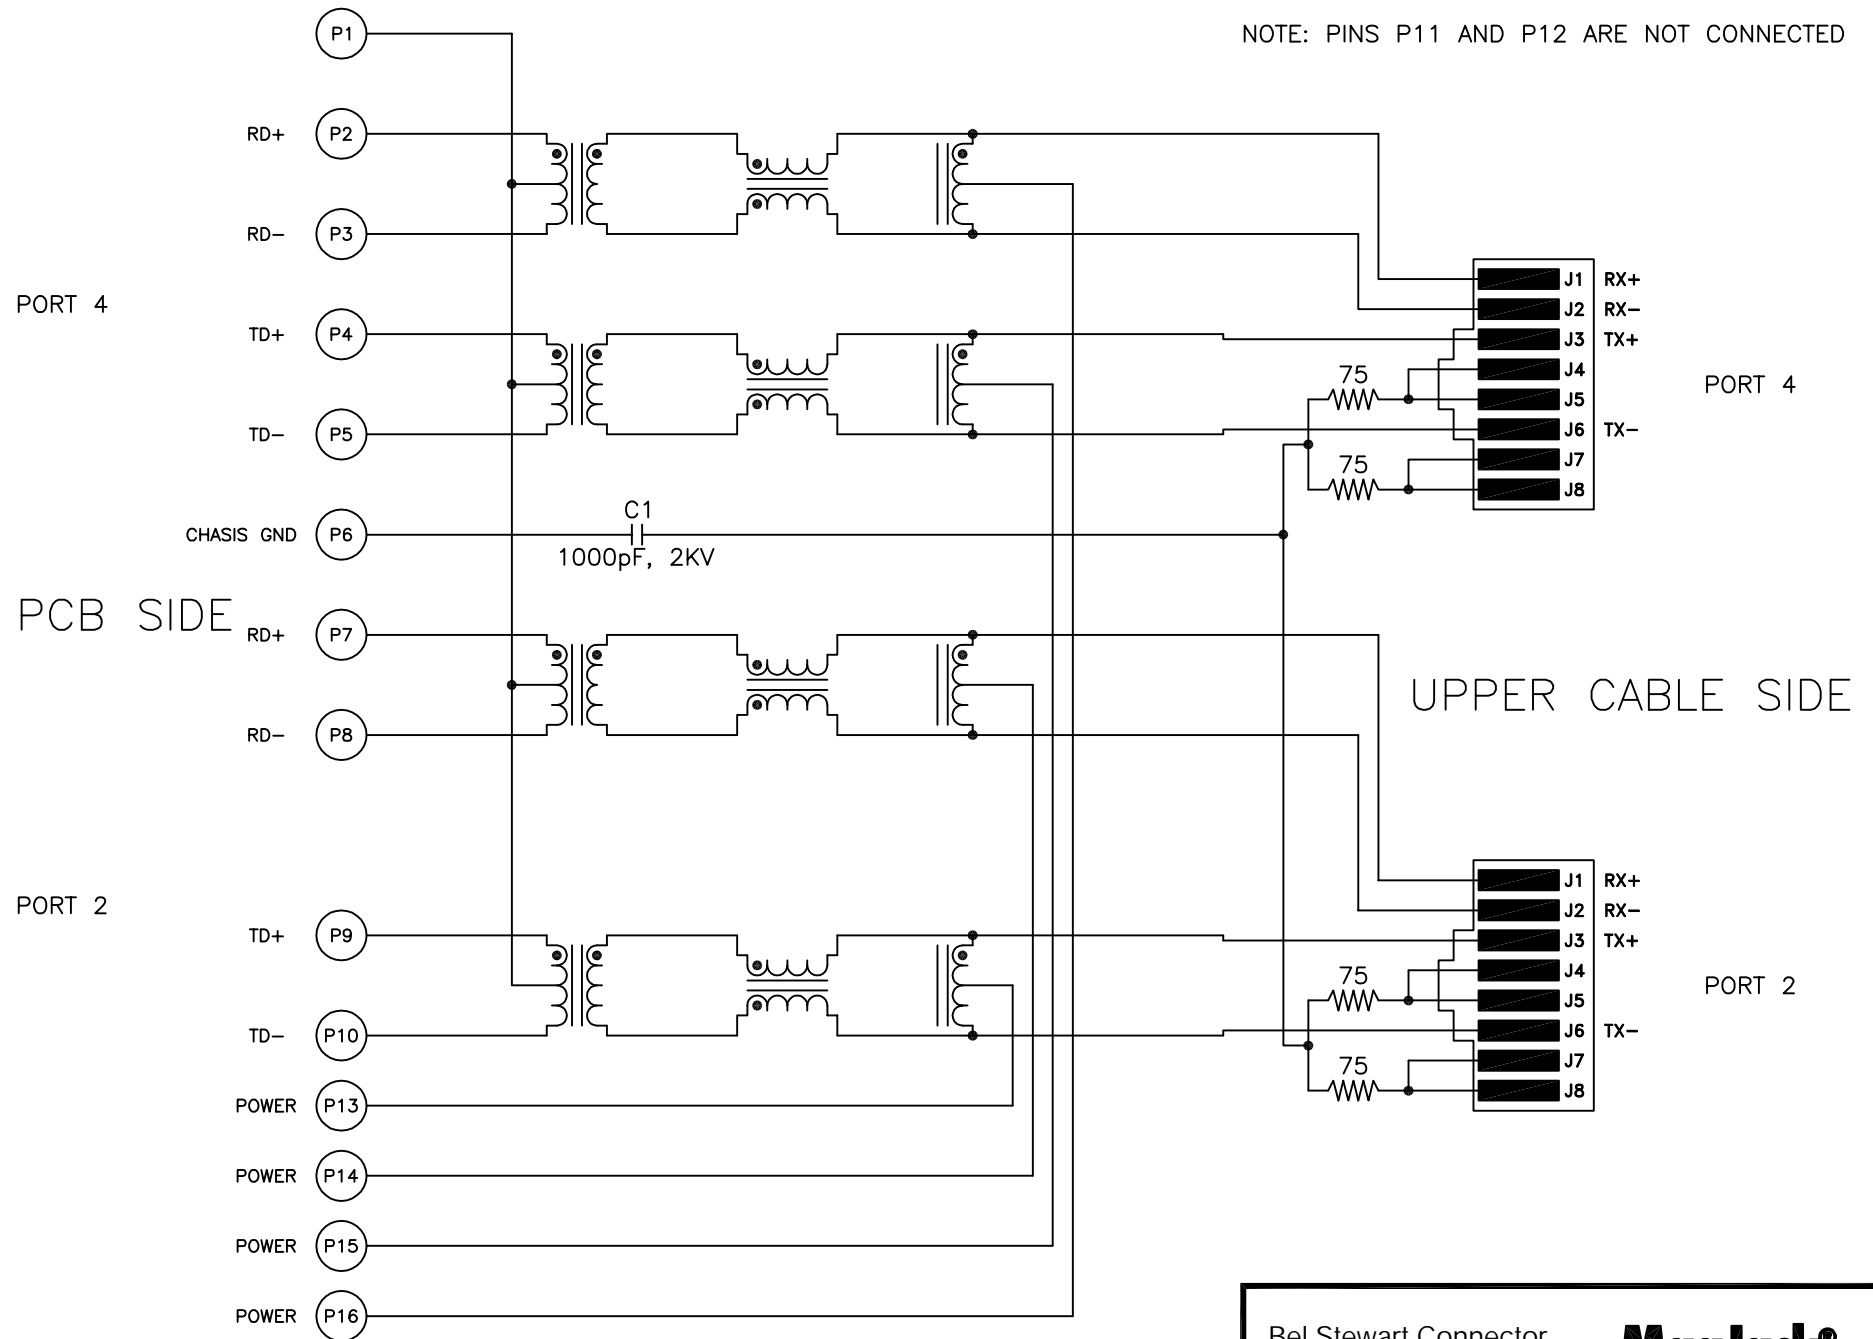 P1
NOTE: PINS P11 AND P12 ARE NOT CONNECTED
RD+ P2
RD- P3
J1 RX+
J2 RX-
PORT 4
TD+ P4
J3 TX+
75
J4
PORT 4
J5
TD- P5
J6 TX-
75
J7
J8
C1
CHASIS GND P6
1000pF, 2KV
PCB SIDE
RD+ P7
UPPER CABLE SIDE
RD- P8
J1 RX+
PORT 2
J2 RX-
TD+ P9
J3 TX+
75
J4
PORT 2
J5
TD- P10
J6 TX-
75
J7
J8
POWER P13
POWER P14
POWER P15
POWER P16
Bel Stewart Connector